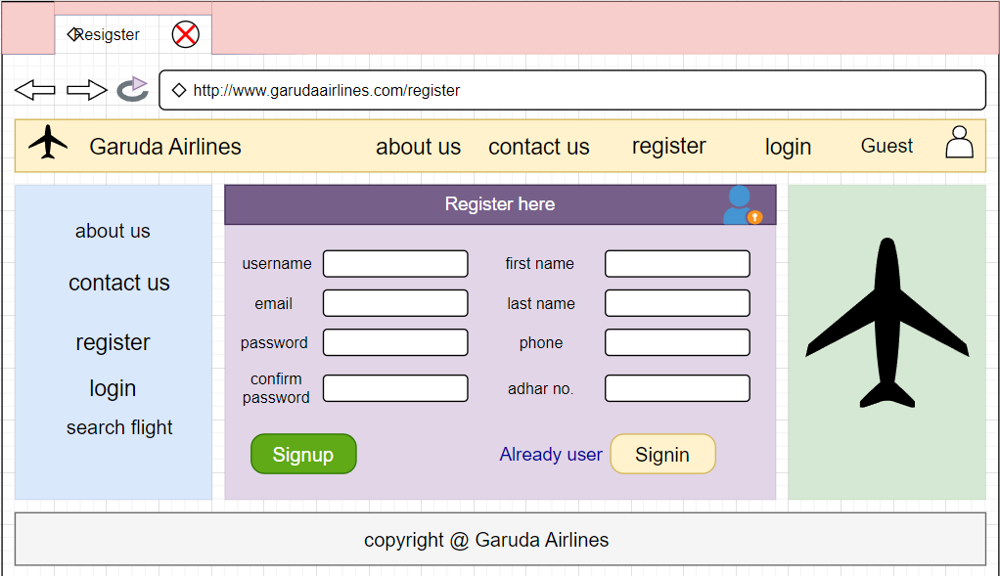 Resigster
http://www.garudaairlines.com/register
Garuda Airlines about us contact us register login Guest
about us
contact us
register
login
search flight
Register here
username first name
email last name
password phone
confirm
password
adhar no.
Signup Already user Signin
copyright @ Garuda Airlines